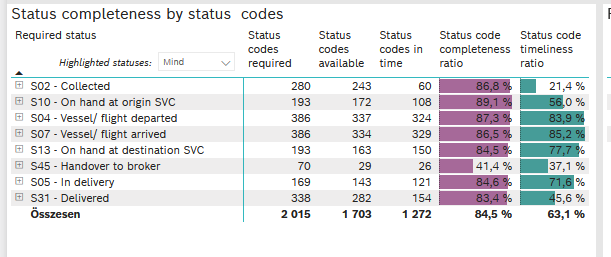 Status completeness by status codes
Required status Status codes required Status codes available Status codes in time Status code completeness ratio Status code timeliness ratio
Highlighted statuses: Mind
S02 - Collected 280 243 60 86,8 % 21,4 %
S10 - On hand at origin SVC 193 172 108 89,1 % 56,0 %
S04 - Vessel/ flight departed 386 337 324 87,3 % 83,9 %
S07 - Vessel/ flight arrived 386 334 329 86,5 % 85,2 %
S13 - On hand at destination SVC 193 163 150 84,5 % 77,7 %
S45 - Handover to broker 70 29 26 41,4 % 37,1 %
S05 - In delivery 169 143 121 84,6 % 71,6 %
S31 - Delivered 338 282 154 83,4 % 45,6 %
Összesen 2 015 1 703 1 272 84,5 % 63,1 %